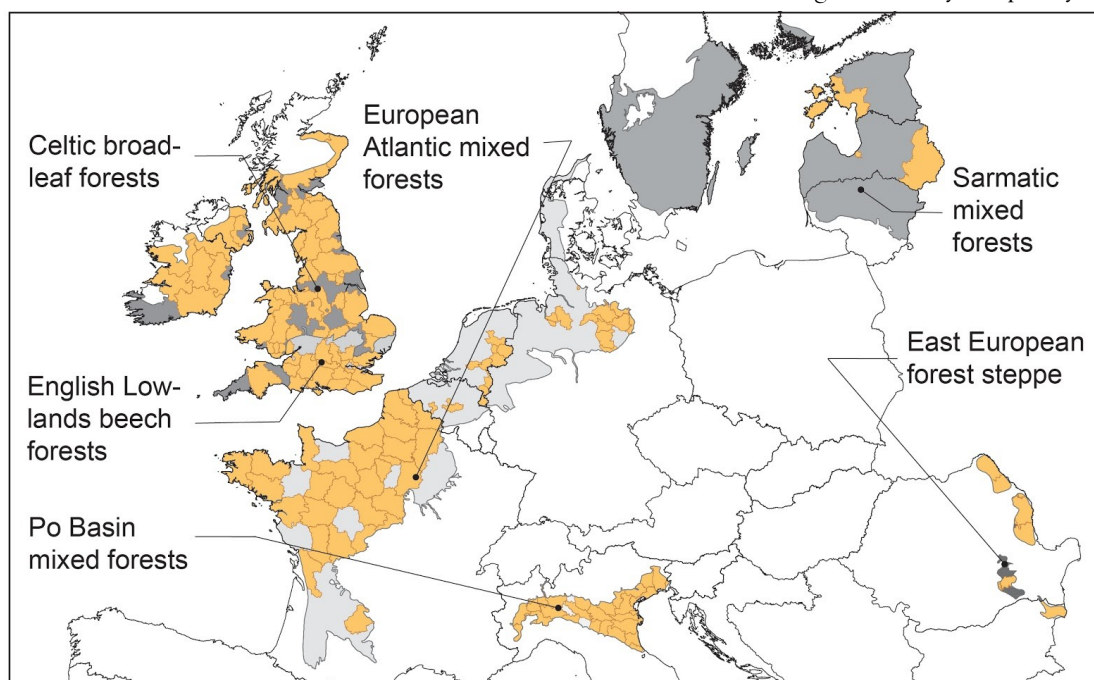 European
Atlantic mixed
forests
Celtic broad-
leaf forests
Sarmatic
mixed
forests
East European
forest steppe
English Low-
lands beech
forests
Po Basin
mixed forests